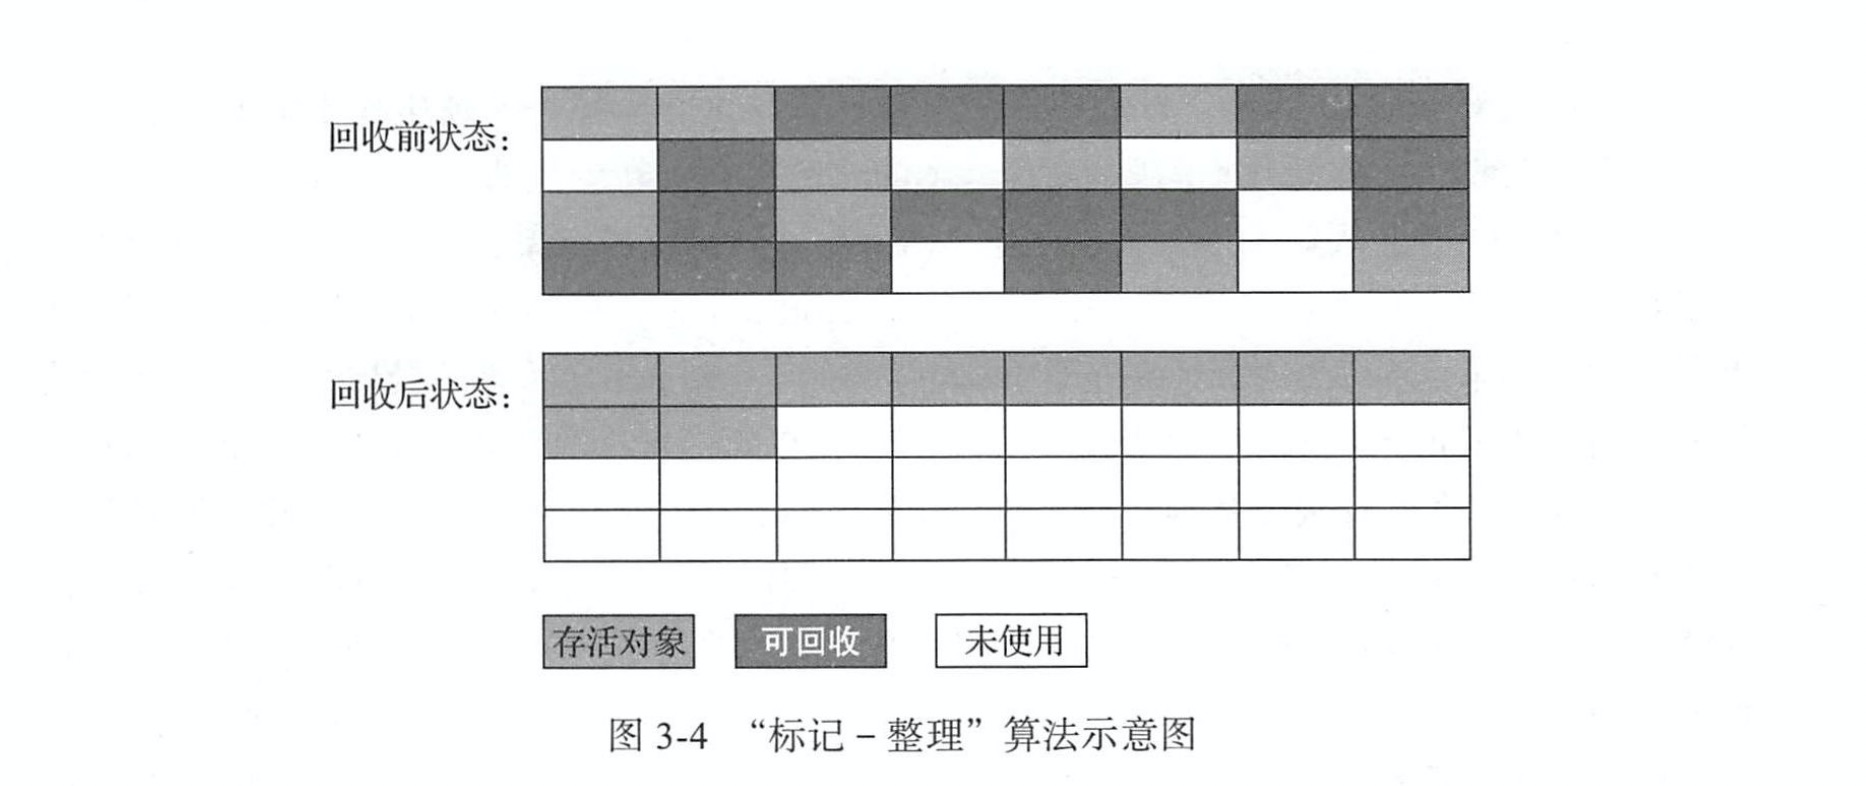 回收前状态：
回收后状态：
存活对象 可回收 未使用
图 3-4 “标记－整理”算法示意图